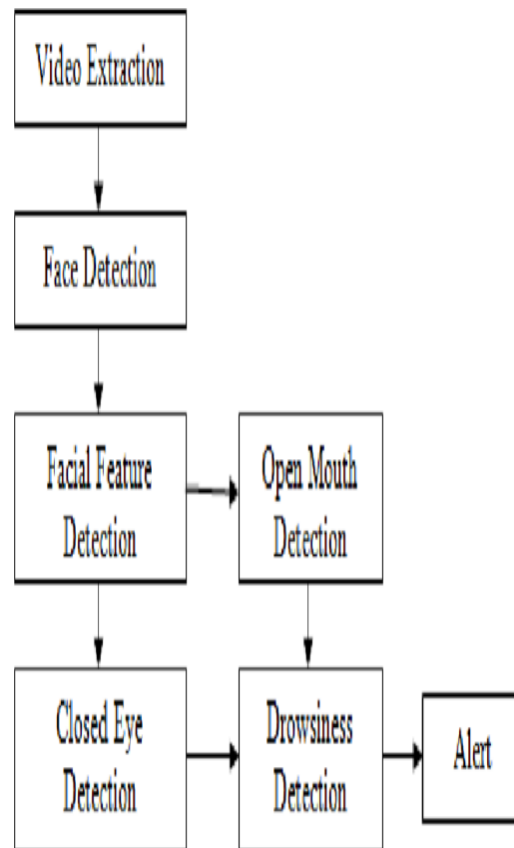 Video Extraction
Face Detection
Facial Feature
Detection
Open Mouth
Detection
Closed Eye
Detection
Drowsiness
Detection
Alert